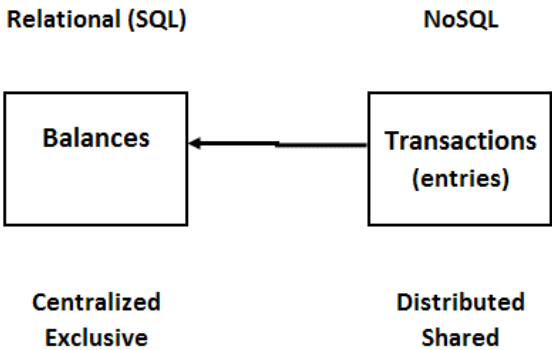 Relational (SQL)
NoSQL
Balances
Transactions
(entries)
Centralized
Exclusive
Distributed
Shared